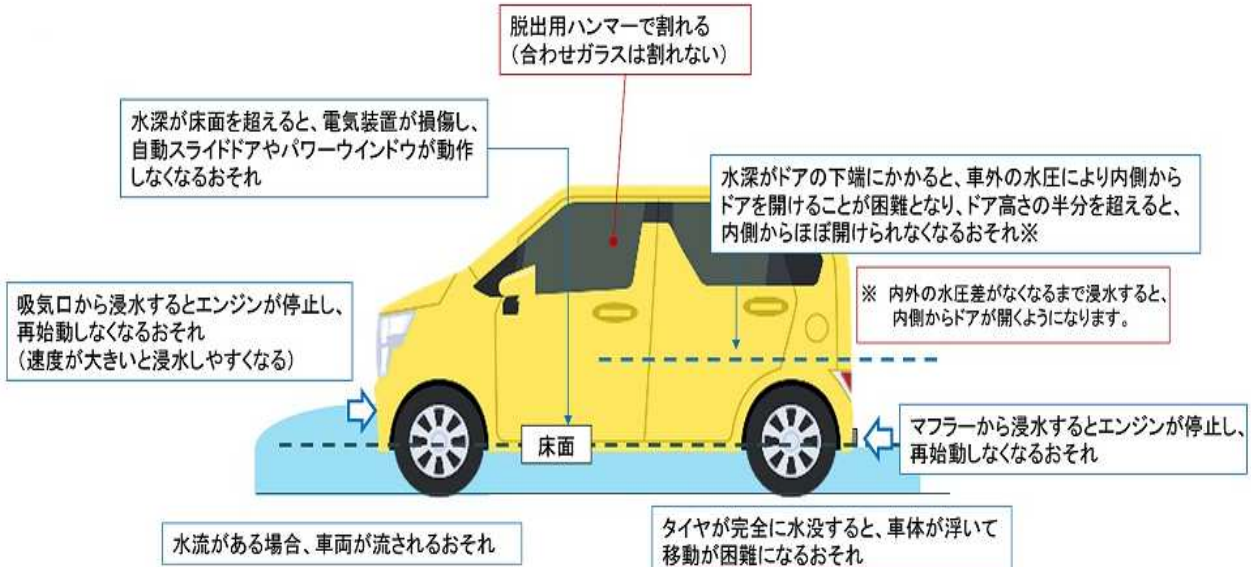 脱出用ハンマーで割れる
（合わせガラスは割れない）
水深が床面を超えると、電気装置が損傷し、
自動スライドドアやパワーウインドウが動作
しなくなるおそれ
水深がドアの下端にかかると、車外の水圧により内側から
ドアを開けることが困難となり、ドア高さの半分を超えると、
内側からほぼ開けられなくなるおそれ※
※ 内外の水圧差がなくなるまで浸水すると、
内側からドアが開くようになります。
吸気口から浸水するとエンジンが停止し、
再始動しなくなるおそれ
（速度が大きいと浸水しやすくなる）
床面
マフラーから浸水するとエンジンが停止し、
再始動しなくなるおそれ
水流がある場合、車両が流されるおそれ
タイヤが完全に水没すると、車体が浮いて
移動が困難になるおそれ